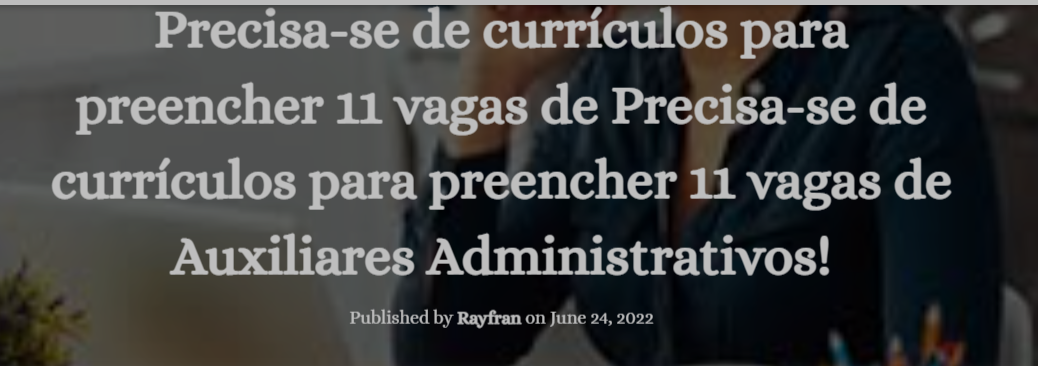 Precisa-se de currículos para
preencher 11 vagas de Precisa-se de
currículos para preencher 11 vagas de
Auxiliares Administrativos!
Published by Rayfran on June 24, 2022